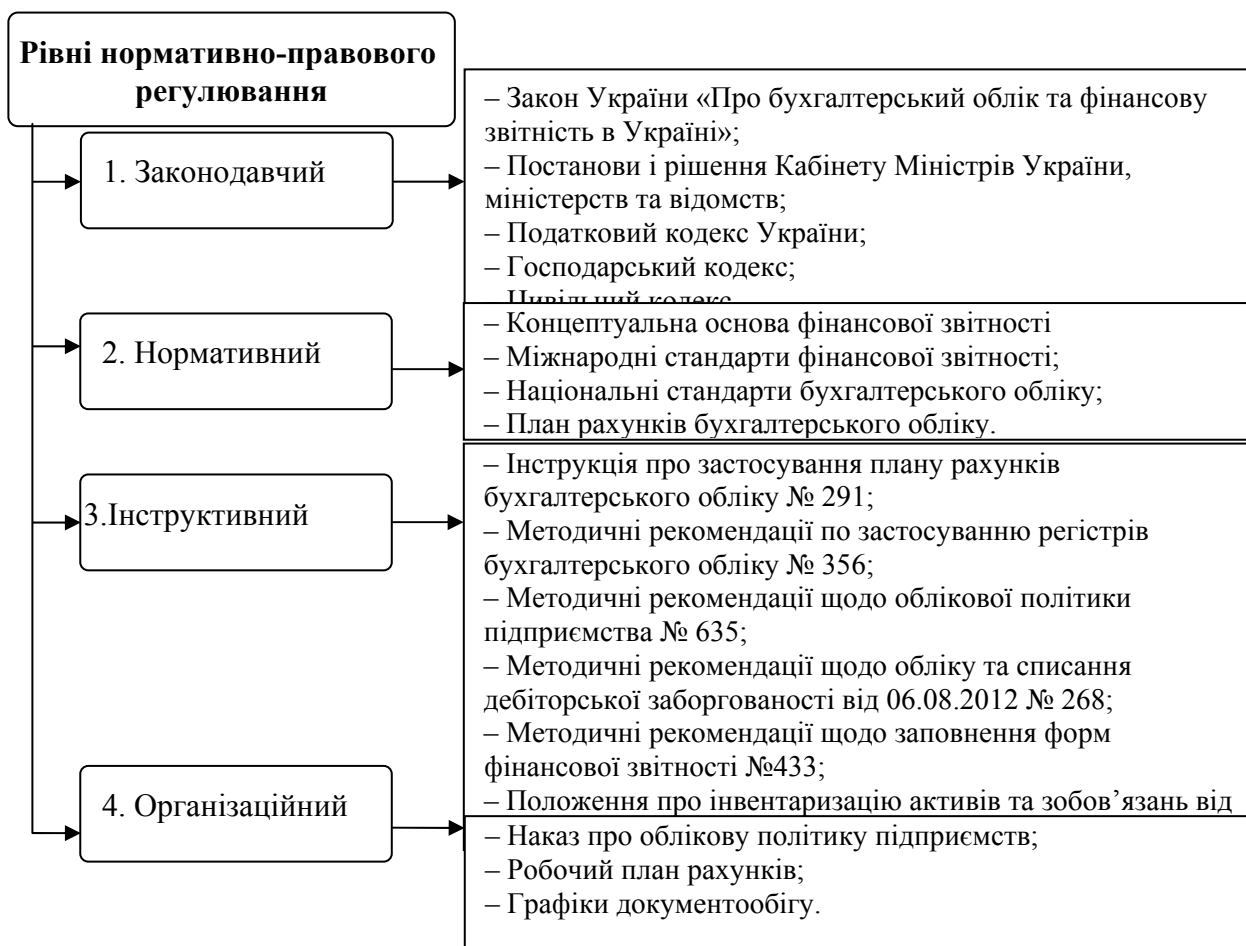 Рівні нормативно-правового
регулювання
1. Законодавчий
– Закон України «Про бухгалтерський облік та фінансову
звітність в Україні»;
– Постанови і рішення Кабінету Міністрів України,
міністерств та відомств;
– Податковий кодекс України;
– Господарський кодекс;
– Цивільний кодекс
2. Нормативний
– Концептуальна основа фінансової звітності
– Міжнародні стандарти фінансової звітності;
– Національні стандарти бухгалтерського обліку;
– План рахунків бухгалтерського обліку.
3.Інструктивний
– Інструкція про застосування плану рахунків
бухгалтерського обліку № 291;
– Методичні рекомендації по застосуванню регістрів
бухгалтерського обліку № 356;
– Методичні рекомендації щодо облікової політики
підприємства № 635;
– Методичні рекомендації щодо обліку та списання
дебіторської заборгованості від 06.08.2012 № 268;
– Методичні рекомендації щодо заповнення форм
фінансової звітності №433;
– Положення про інвентаризацію активів та зобов’язань від
4. Організаційний
– Наказ про облікову політику підприємств;
– Робочий план рахунків;
– Графіки документообігу.